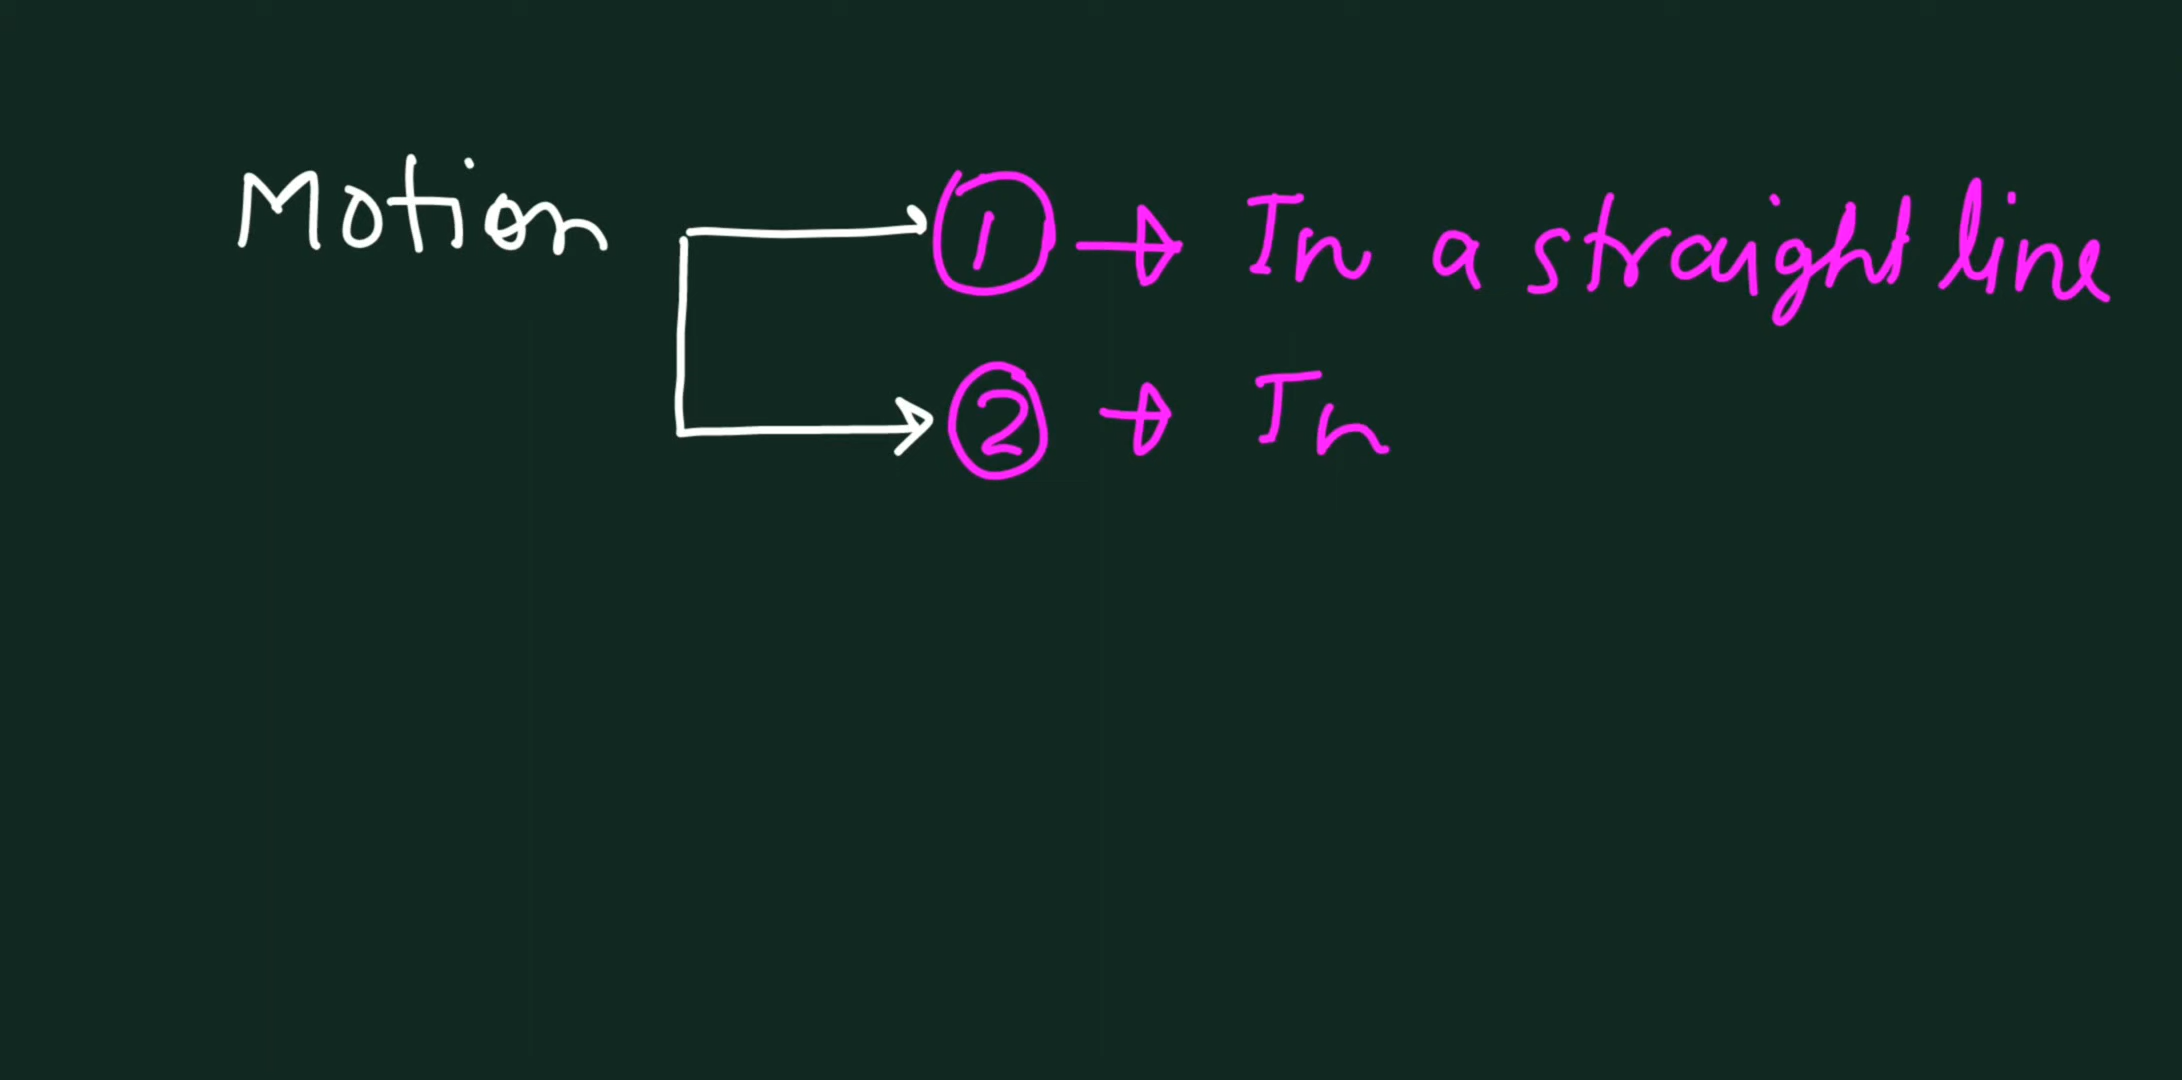 Motion ① → In a straight line
② → In